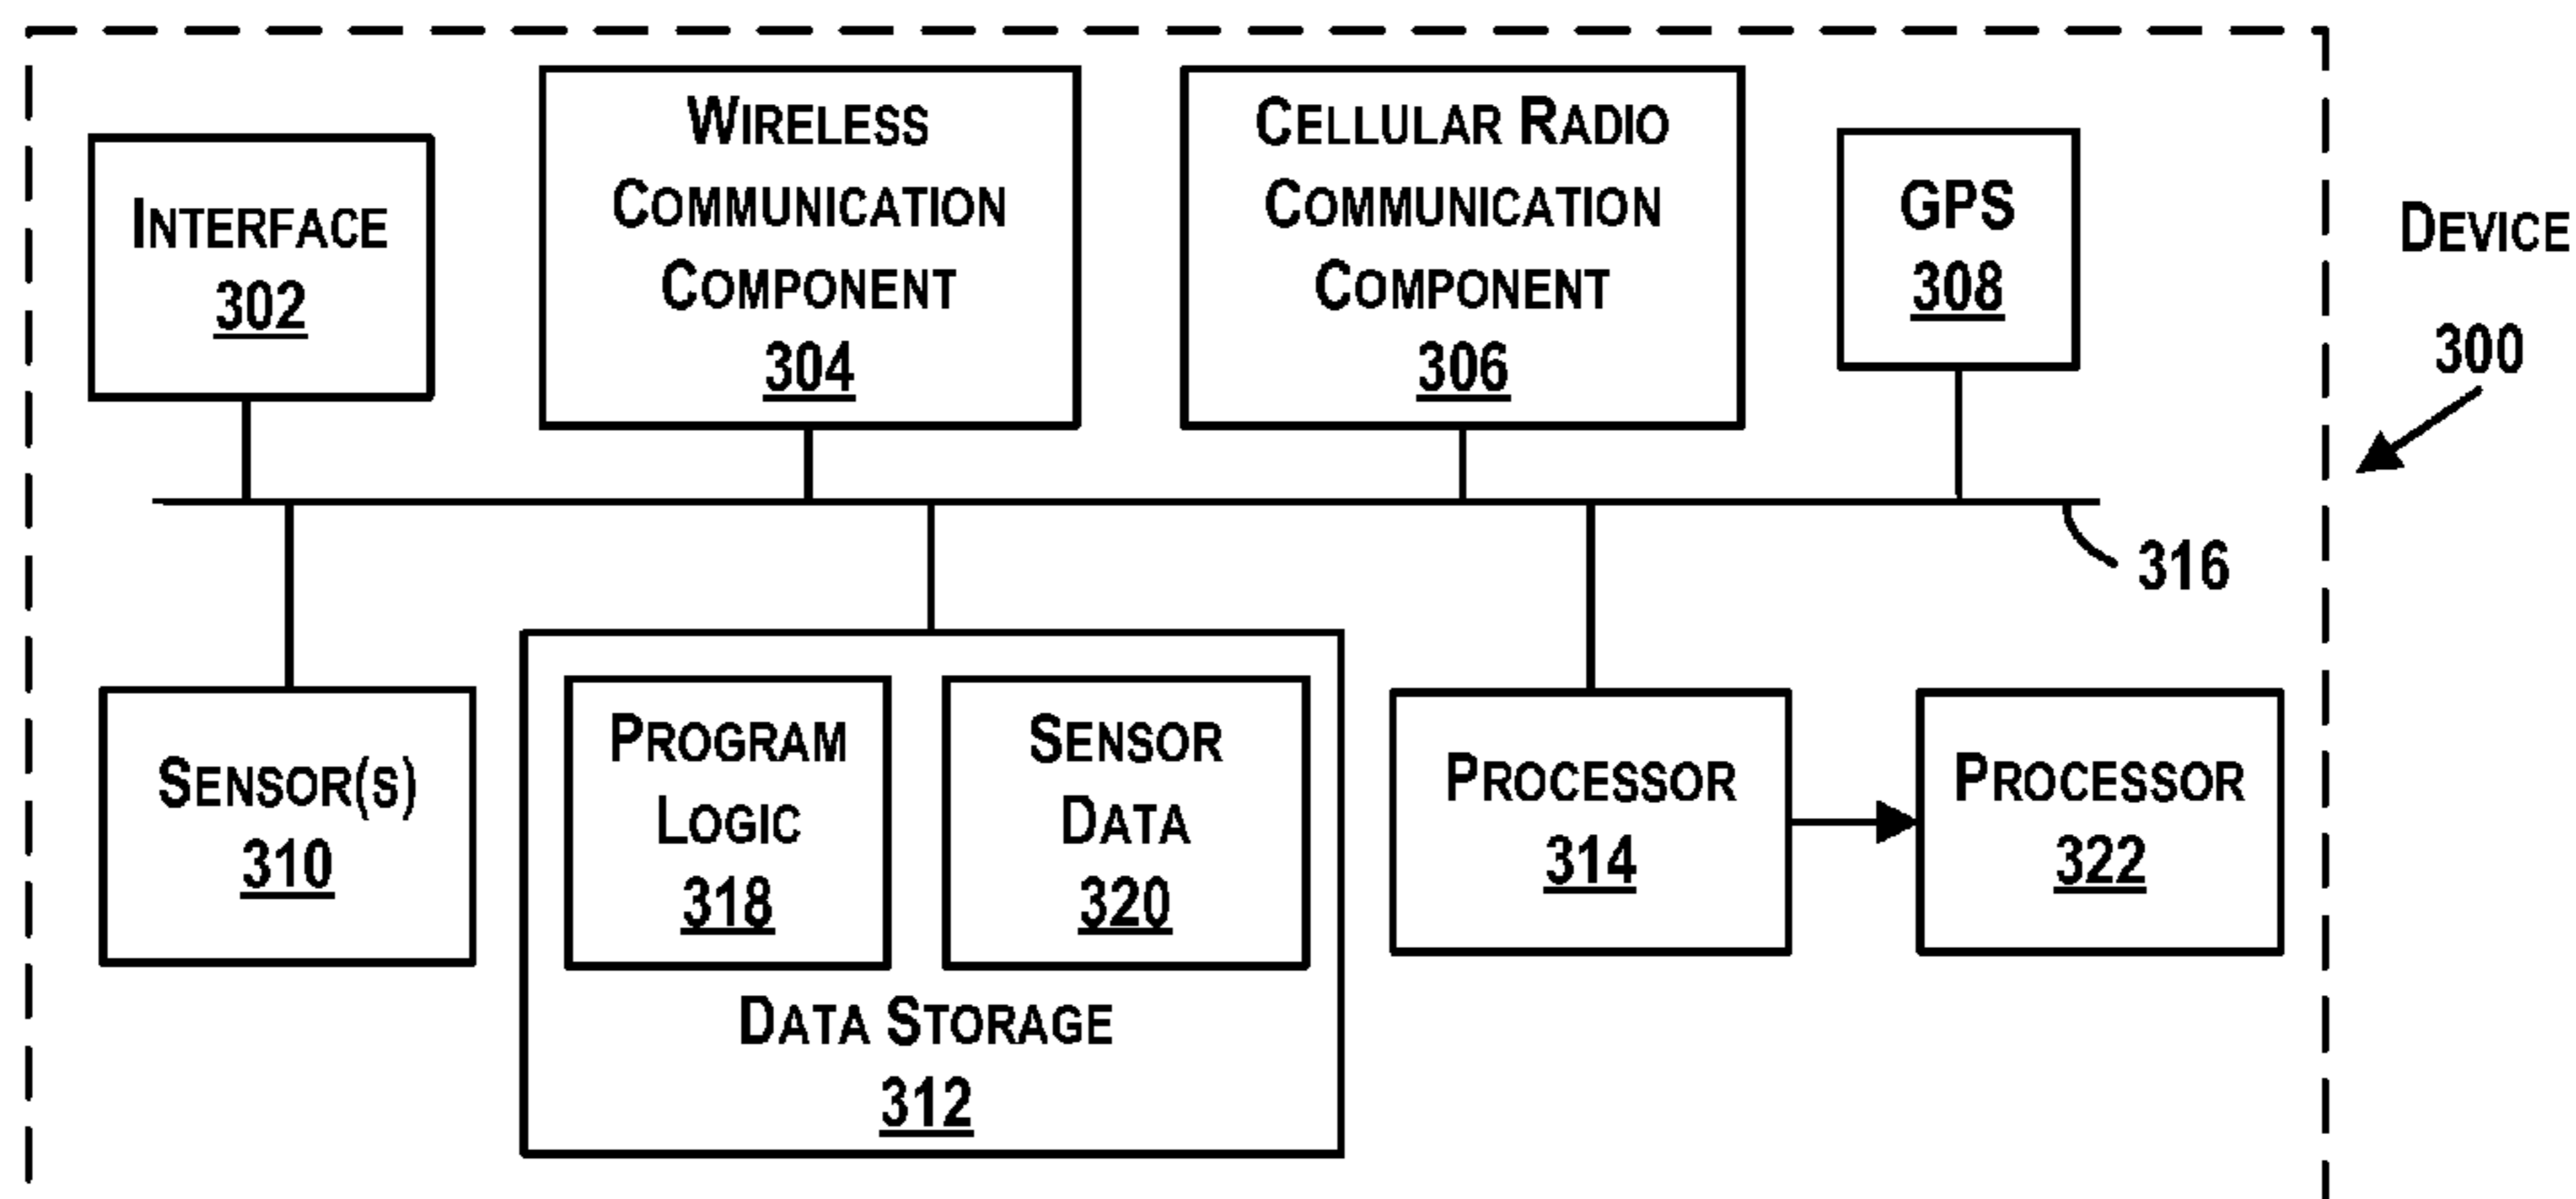 INTERFACE
302
WIRELESS
COMMUNICATION
COMPONENT
304
CELLULAR RADIO
COMMUNICATION
COMPONENT
306
GPS
308
DEVICE
300
316
SENSOR(S)
310
PROGRAM
LOGIC
318
SENSOR
DATA
320
DATA STORAGE
312
PROCESSOR
314
PROCESSOR
322